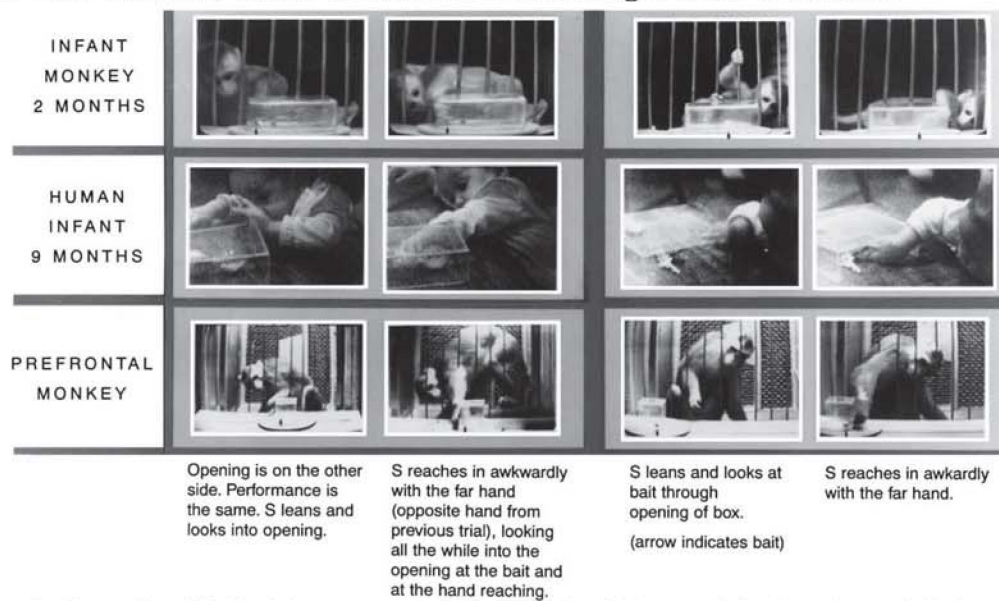 INFANT
MONKEY
2 MONTHS
HUMAN
INFANT
9 MONTHS
PREFRONTAL
MONKEY
Opening is on the other
side. Performance is
the same. S leans and
looks into opening.
S reaches in awkwardly
with the far hand
(opposite hand from
previous trial), looking
all the while into the
opening at the bait and
at the hand reaching.
S leans and looks at
bait through
opening of box.
(arrow indicates bait)
S reaches in awkardly
with the far hand.